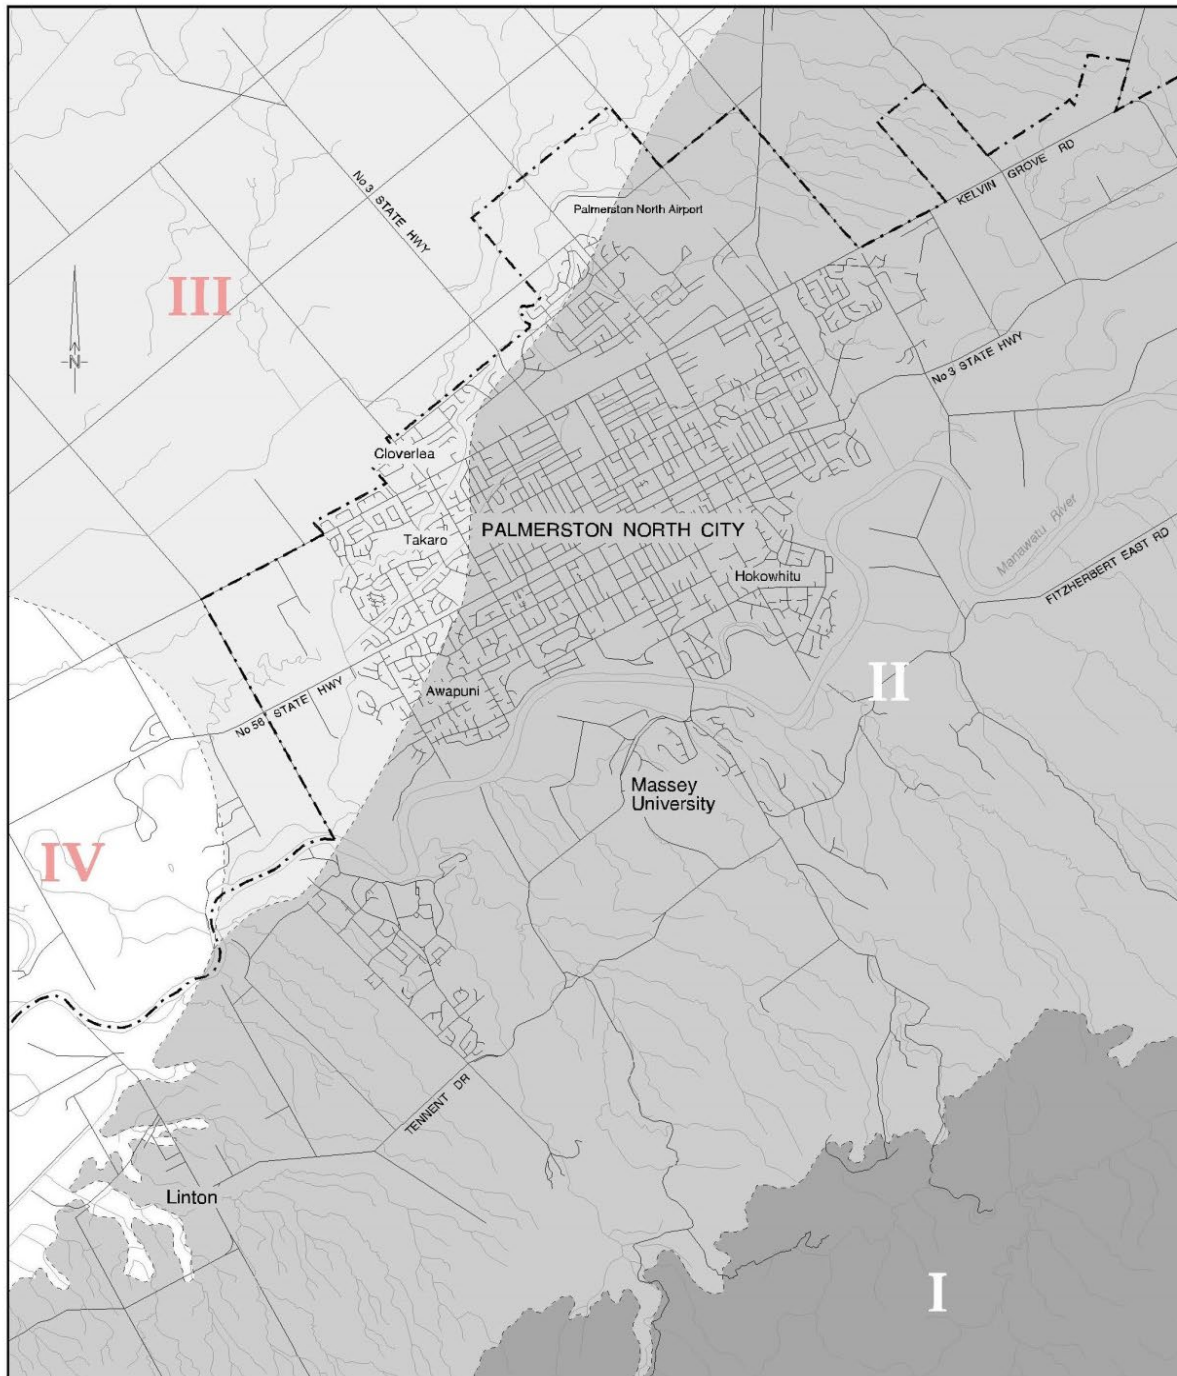 KELVIN GROVE RD
No 3 STATE HWY
Palmerston North Airport
III
N
No 3 STATE HWY
Cloverlea
Takaro
PALMERSTON NORTH CITY
Manawatu River
Hokowhitu
FITZHERBERT EAST RD
II
Awapuni
No 56 STATE HWY
Massey
University
IV
TENNENT DR
Linton
I